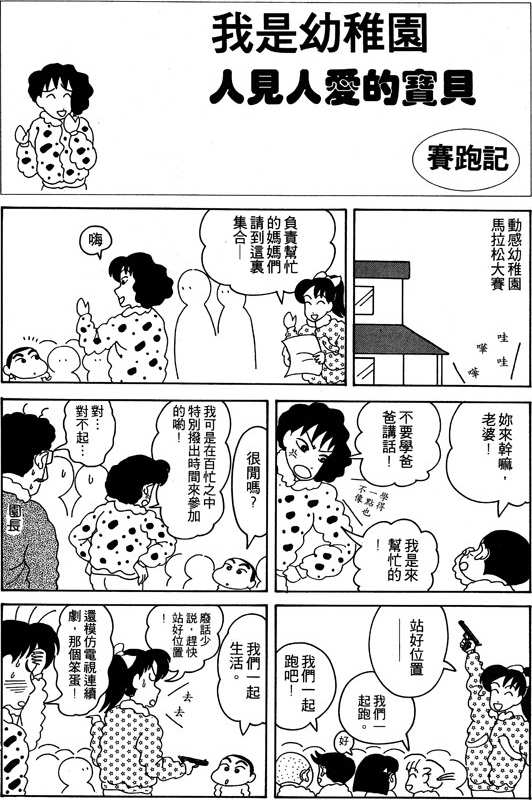 我是幼稚園
人見人愛的寶貝
賽跑記
動感幼稚園
馬拉松大賽
哇
哇
嘩
嘩
負責幫忙
的媽媽們
請到這裏
集合—
嗨
妳來幹嘛，
老婆！
不要學爸
爸講話！
一學得
不點
像也
我是來
幫忙的
！
很閒嗎？
我可是在百忙之中
特別撥出時間來參加
的喲！
對…
對不起…
園長
站好位置
——
我們一
起跑。
我們一起
跑吧！
好
我們一起
生活。
廢話少
說，趕快
站好位置
！
去
去
還模仿電視連續
劇，那個笨蛋！